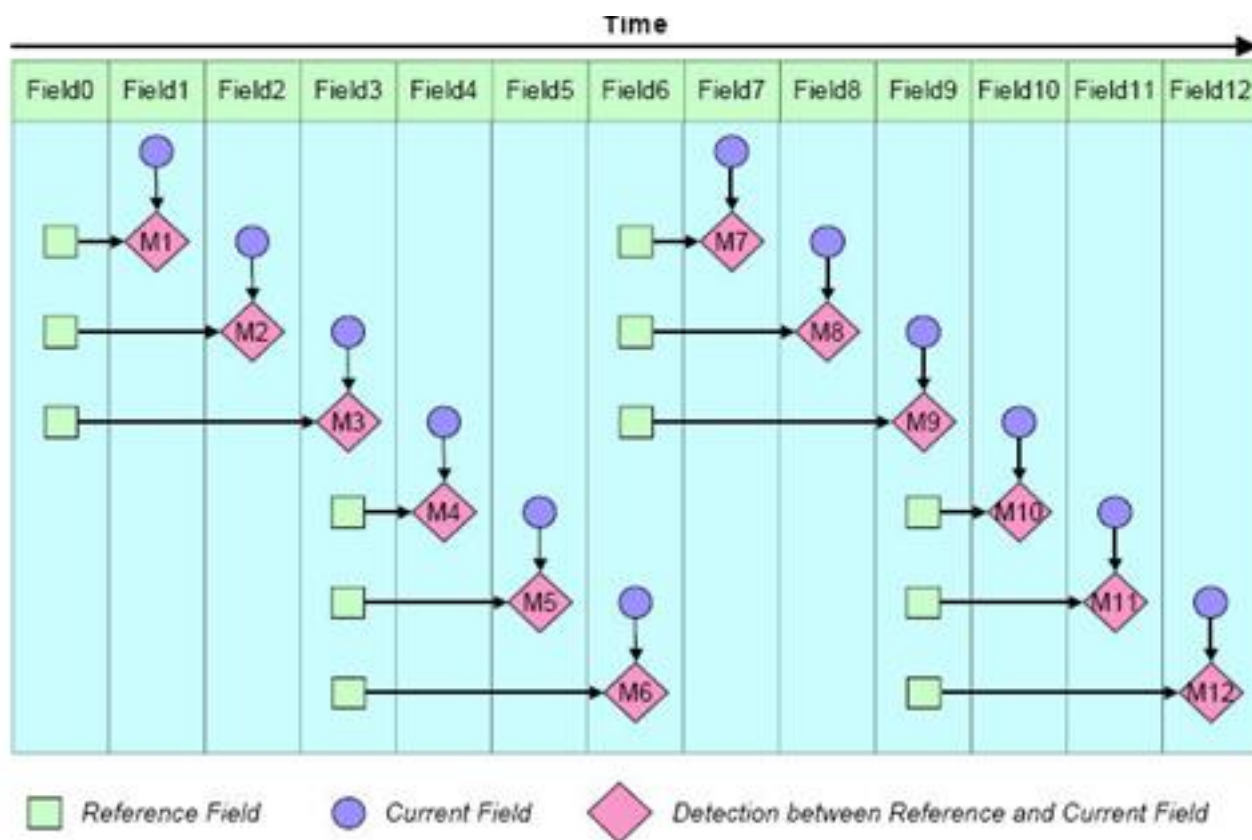 Time
Field0 Field1 Field2 Field3 Field4 Field5 Field6 Field7 Field8 Field9 Field10 Field11 Field12
M1 M7
M2 M8
M3 M9
M4 M10
M5 M11
M6 M12
Reference Field Current Field Detection between Reference and Current Field